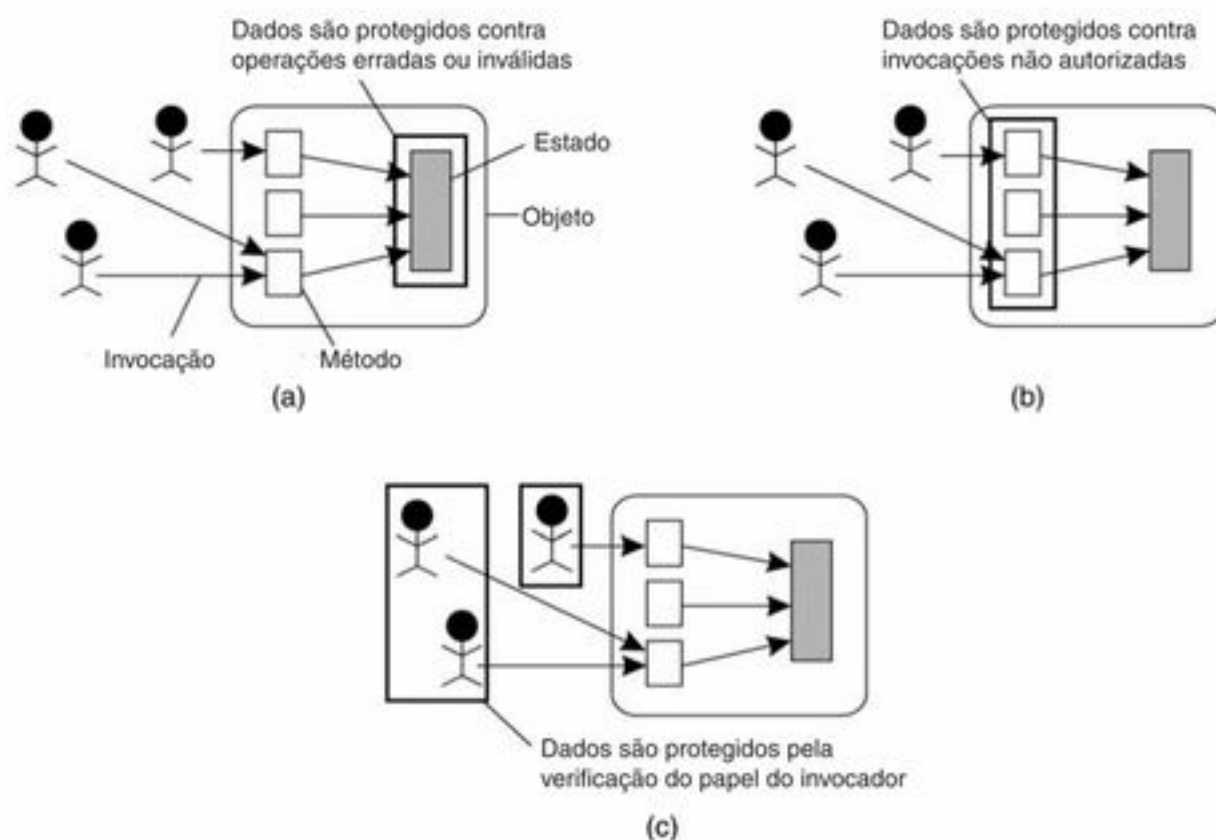 Dados são protegidos contra
operações erradas ou inválidas
Estado
Objeto
Invocação
Método
(a)
Dados são protegidos contra
invocações não autorizadas
(b)
Dados são protegidos pela
verificação do papel do invocador
(c)